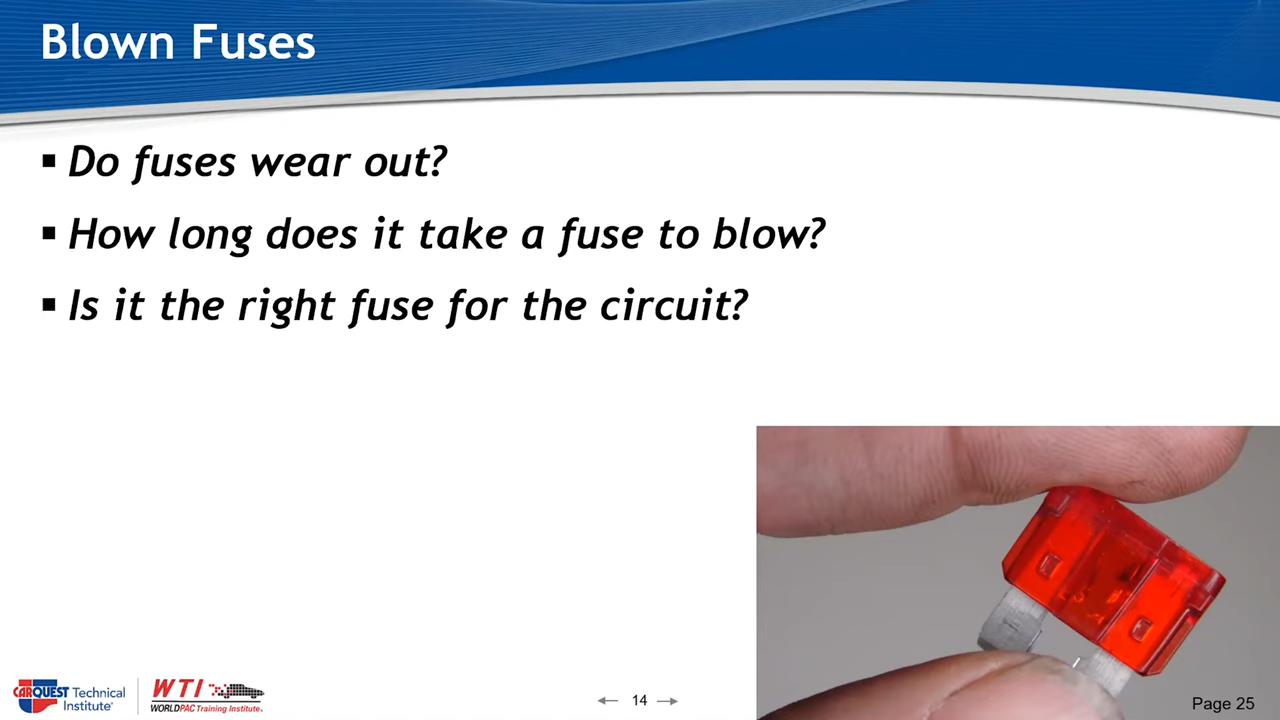 Blown Fuses
▪ Do fuses wear out?
▪ How long does it take a fuse to blow?
▪ Is it the right fuse for the circuit?
CARQUEST Technical Institute®
WTI
WORLDPAC Training Institute.
← 14 →
Page 25